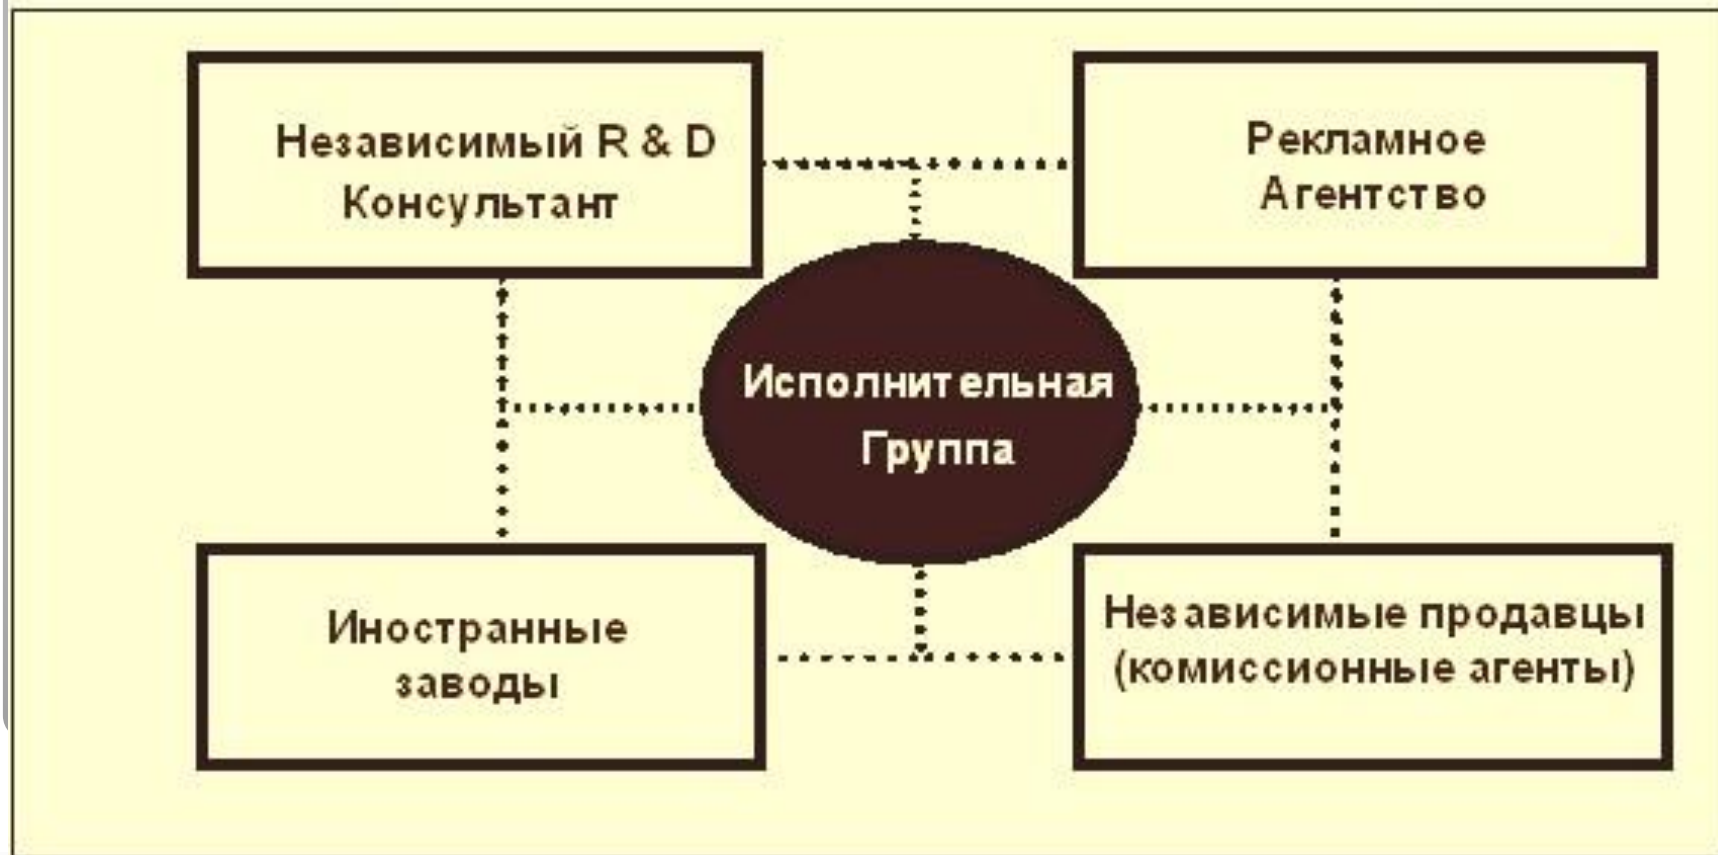 Независимый R & D
Консультант
Рекламное
Агентство
Исполнительная
Группа
Иностранные
заводы
Независимые продавцы
(комиссионные агенты)